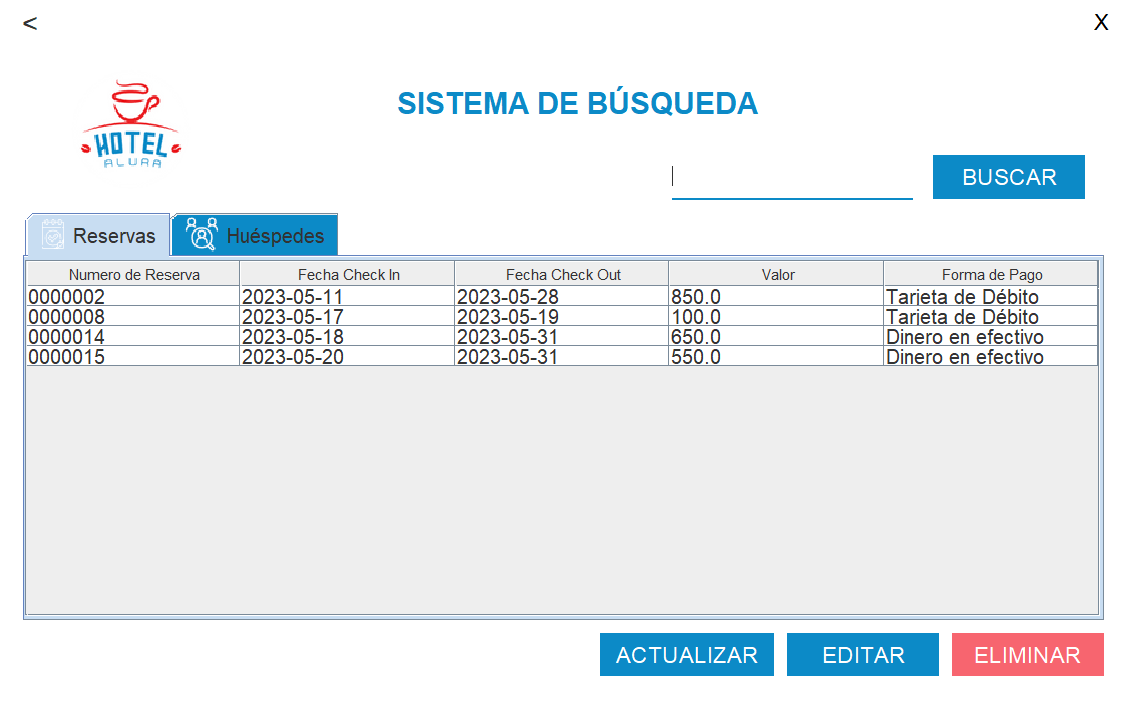 < X
HOTEL
ALURA
SISTEMA DE BÚSQUEDA
BUSCAR
Reservas Huéspedes
Numero de Reserva Fecha Check In Fecha Check Out Valor Forma de Pago
0000002 2023-05-11 2023-05-28 850.0 Tarjeta de Débito
0000008 2023-05-17 2023-05-19 100.0 Tarjeta de Débito
0000014 2023-05-18 2023-05-31 650.0 Dinero en efectivo
0000015 2023-05-20 2023-05-31 550.0 Dinero en efectivo
ACTUALIZAR EDITAR ELIMINAR